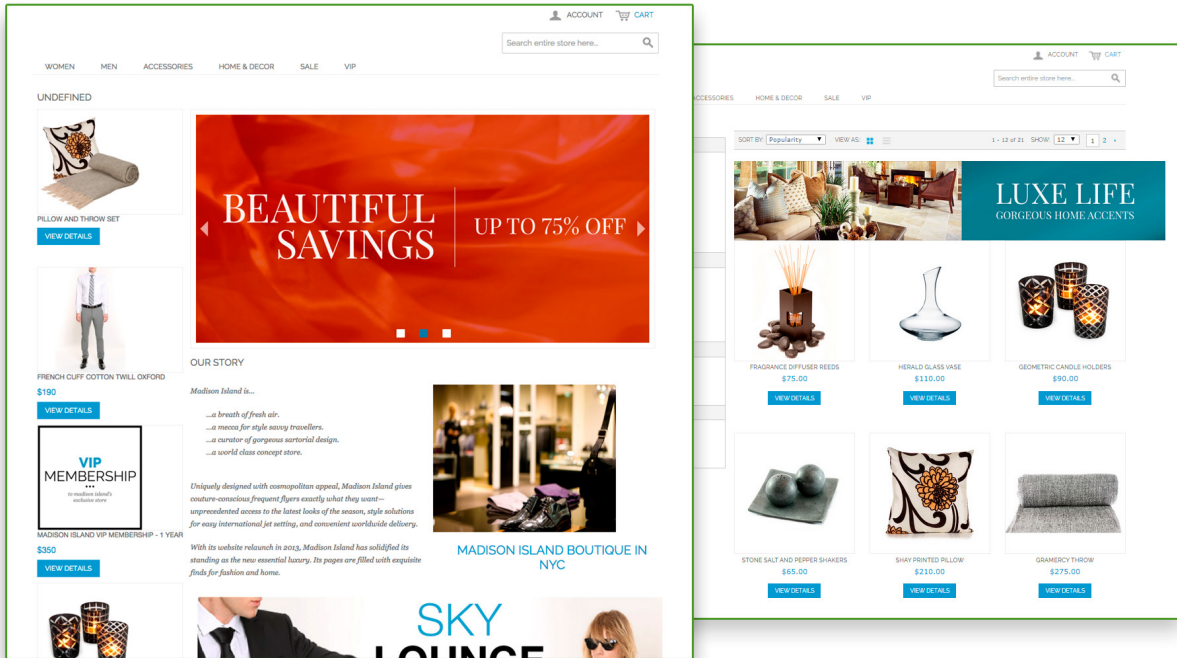 ACCOUNT CART
Search entire store here...
WOMEN MEN ACCESSORIES HOME & DECOR SALE VIP
UNDEFINED
PILLOW AND THROW SET
VIEW DETAILS
FRENCH CUFF COTTON TWILL OXFORD
$190
VIEW DETAILS
VIP
MEMBERSHIP
to madison island's
exclusive store
MADISON ISLAND VIP MEMBERSHIP - 1 YEAR
$350
VIEW DETAILS
BEAUTIFUL
SAVINGS
UP TO 75% OFF
OUR STORY
Madison Island is...
...a breath of fresh air.
...a mecca for style savvy travellers.
...a curator of gorgeous sartorial design.
...a world class concept store.
Uniquely designed with cosmopolitan appeal, Madison Island gives
couture-conscious frequent flyers exactly what they want—
unprecedented access to the latest looks of the season, style solutions
for easy international jet setting, and convenient worldwide delivery.
With its website relaunch in 2013, Madison Island has solidified its
standing as the new essential luxury. Its pages are filled with exquisite
finds for fashion and home.
MADISON ISLAND BOUTIQUE IN
NYC
SKY
LOUNGE
ACCOUNT CART
Search entire store here...
ACCESSORIES HOME & DECOR SALE VIP
SORT BY: Popularity VIEW AS: 1 - 12 of 21 SHOW: 12 1 2
LUXE LIFE
GORGEOUS HOME ACCENTS
FRAGRANCE DIFFUSER REEDS HERALD GLASS VASE GEOMETRIC CANDLE HOLDERS
$75.00 $110.00 $90.00
VIEW DETAILS VIEW DETAILS VIEW DETAILS
STONE SALT AND PEPPER SHAKERS SHAY PRINTED PILLOW GRAMERCY THROW
$65.00 $210.00 $275.00
VIEW DETAILS VIEW DETAILS VIEW DETAILS